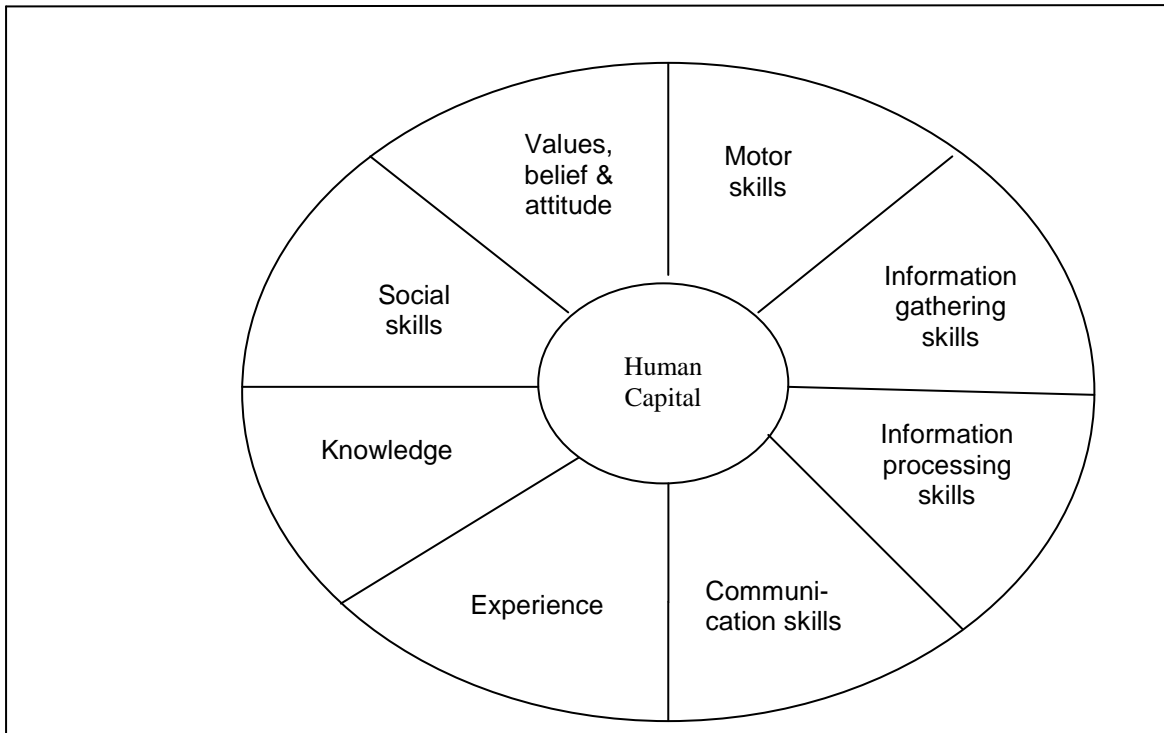 Values,
belief &
attitude
Motor
skills
Information
gathering
skills
Social
skills
Human
Capital
Knowledge
Information
processing
skills
Experience
Communi-
cation skills